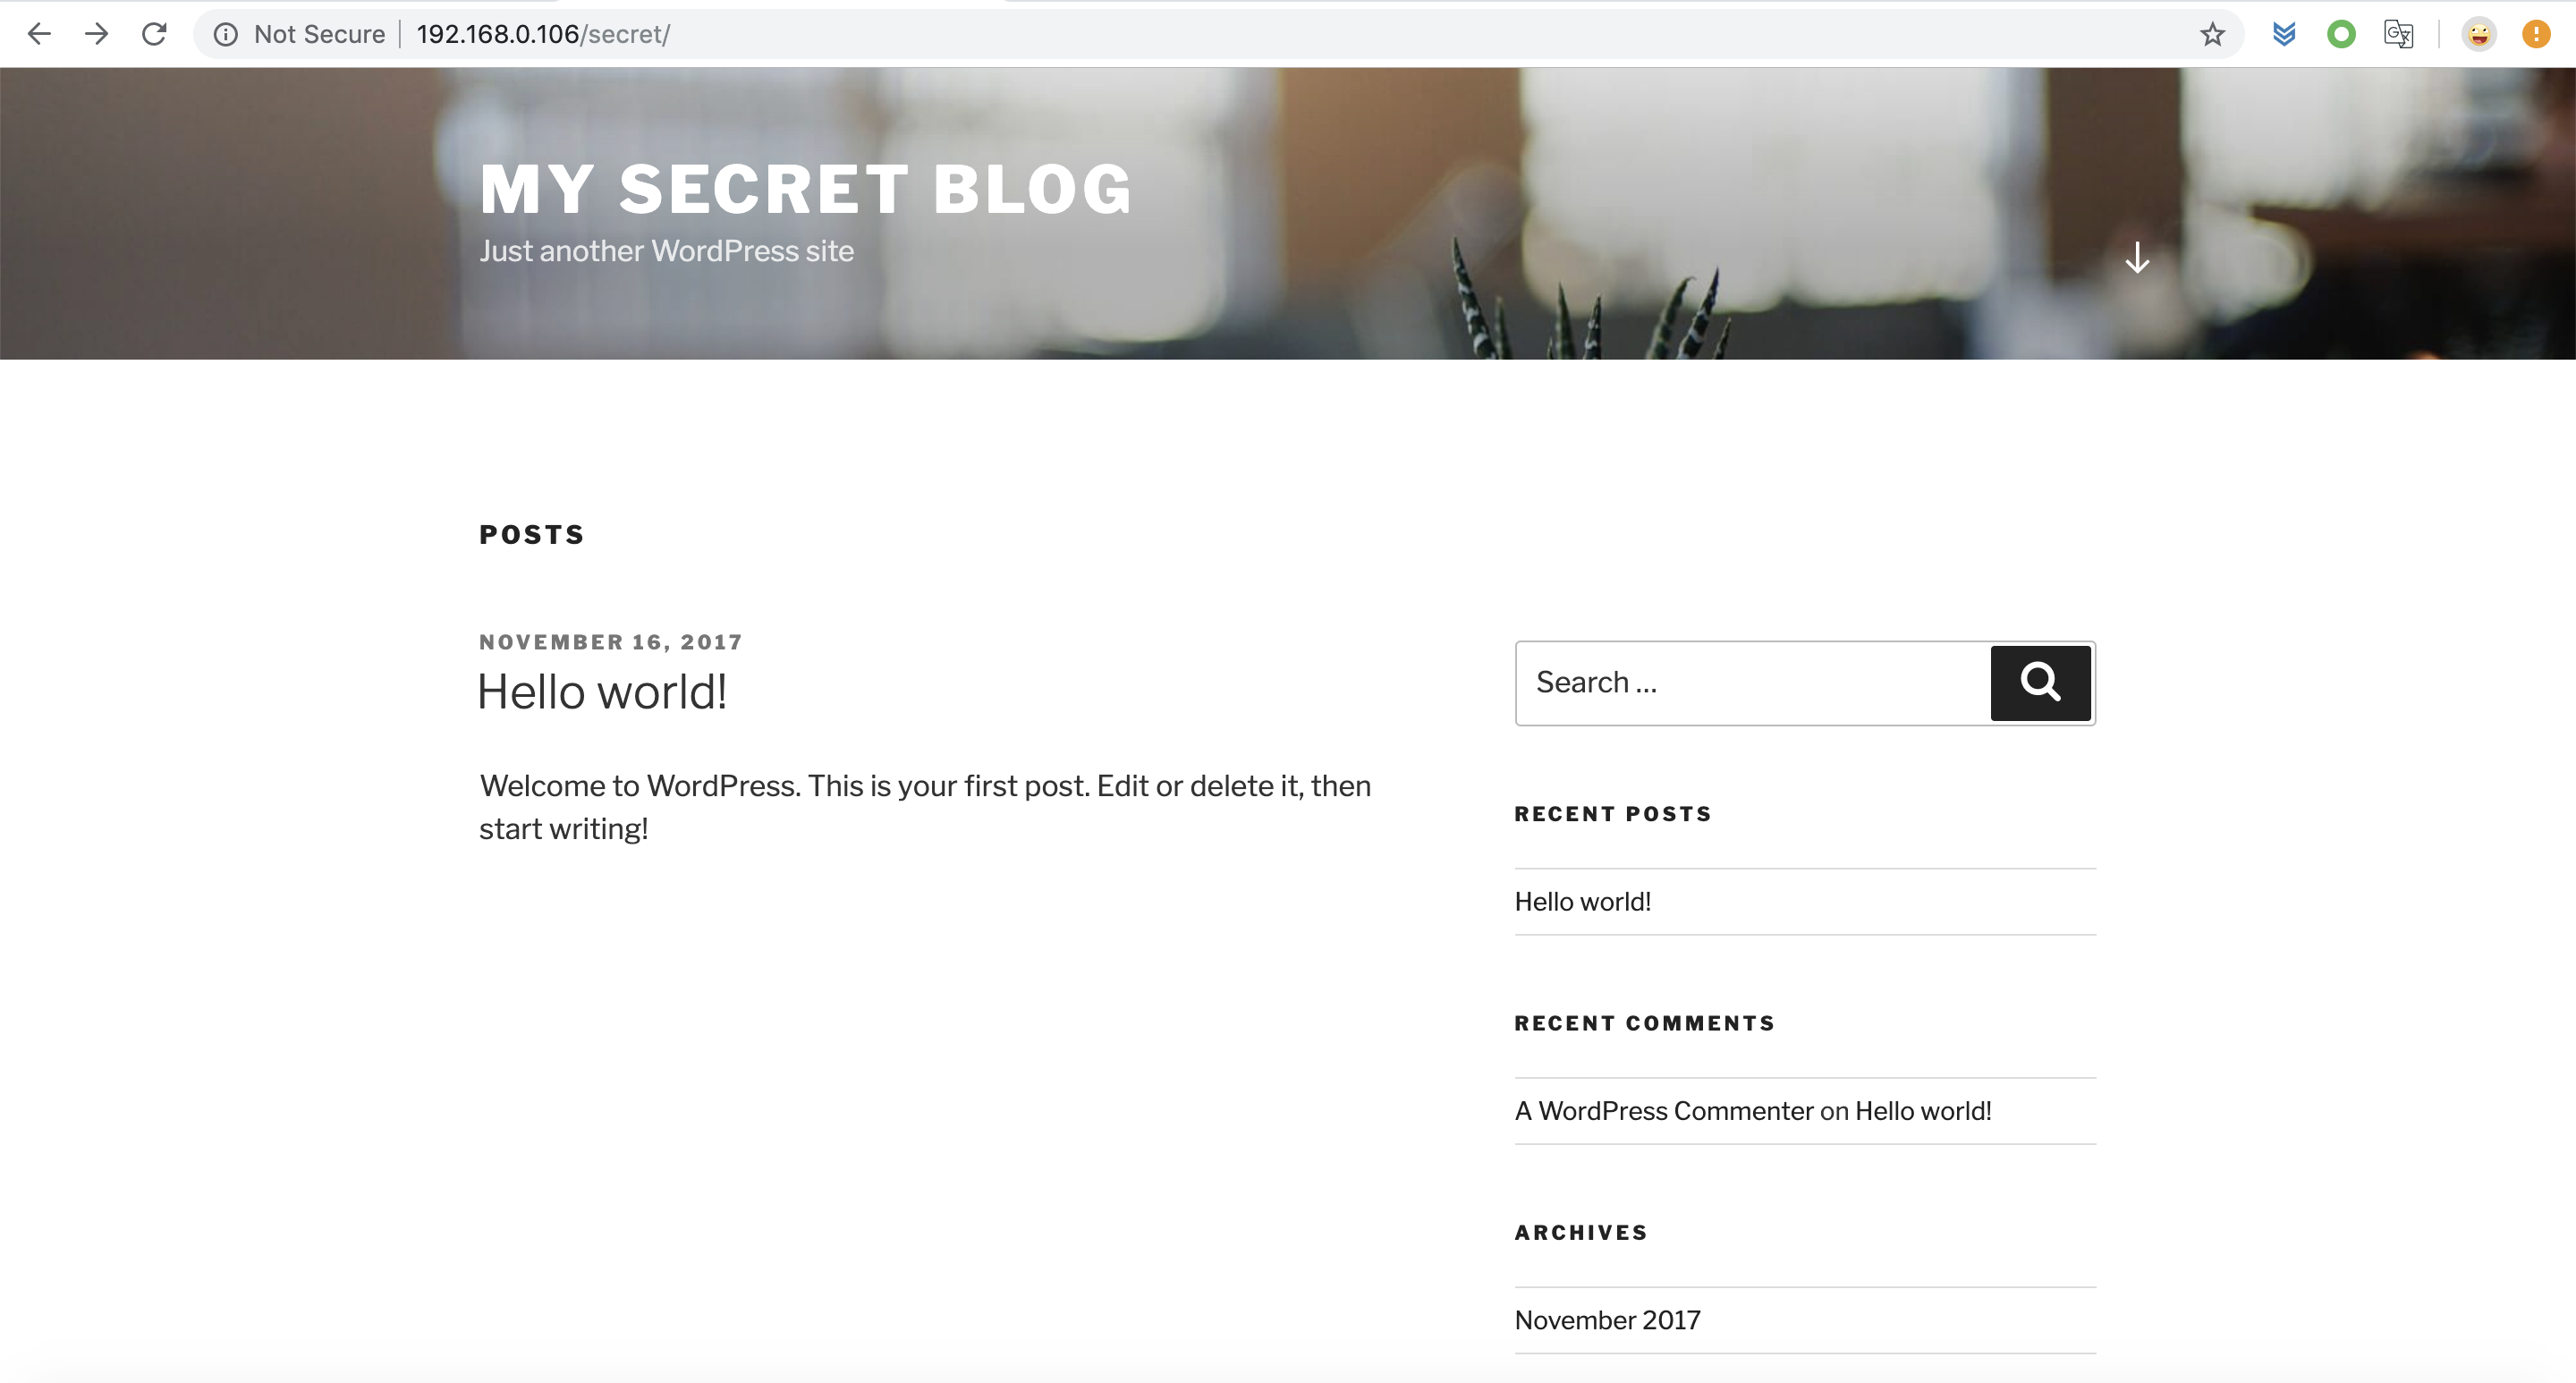 Not Secure | 192.168.0.106/secret/
MY SECRET BLOG
Just another WordPress site
POSTS
NOVEMBER 16, 2017
Hello world!
Welcome to WordPress. This is your first post. Edit or delete it, then
start writing!
Search …
RECENT POSTS
Hello world!
RECENT COMMENTS
A WordPress Commenter on Hello world!
ARCHIVES
November 2017